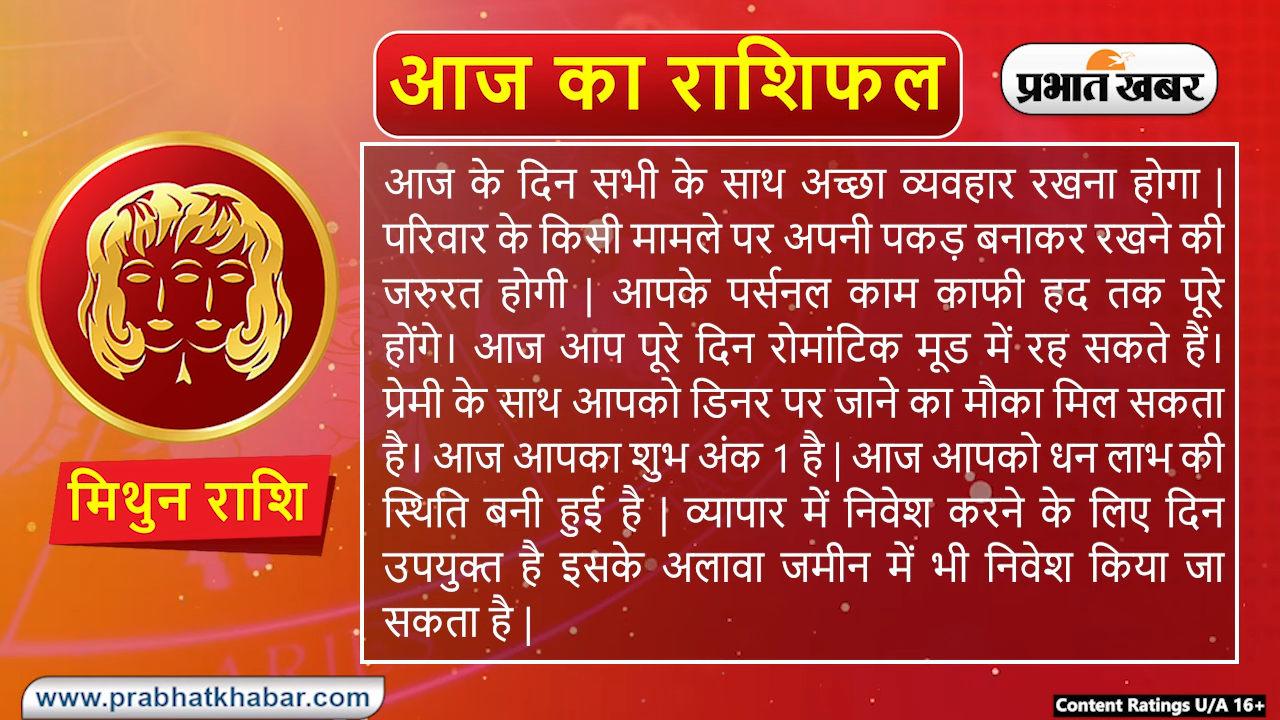 आज का राशिफल
प्रभात खबर
आज के दिन सभी के साथ अच्छा व्यवहार रखना होगा |
परिवार के किसी मामले पर अपनी पकड़ बनाकर रखने की
जरुरत होगी | आपके पर्सनल काम काफी हद तक पूरे
होंगे। आज आप पूरे दिन रोमांटिक मूड में रह सकते हैं।
प्रेमी के साथ आपको डिनर पर जाने का मौका मिल सकता
है। आज आपका शुभ अंक 1 है | आज आपको धन लाभ की
स्थिति बनी हुई है | व्यापार में निवेश करने के लिए दिन
उपयुक्त है इसके अलावा जमीन में भी निवेश किया जा
सकता है |
मिथुन राशि
ARIES
www.prabhatkhabar.com
Content Ratings U/A 16+